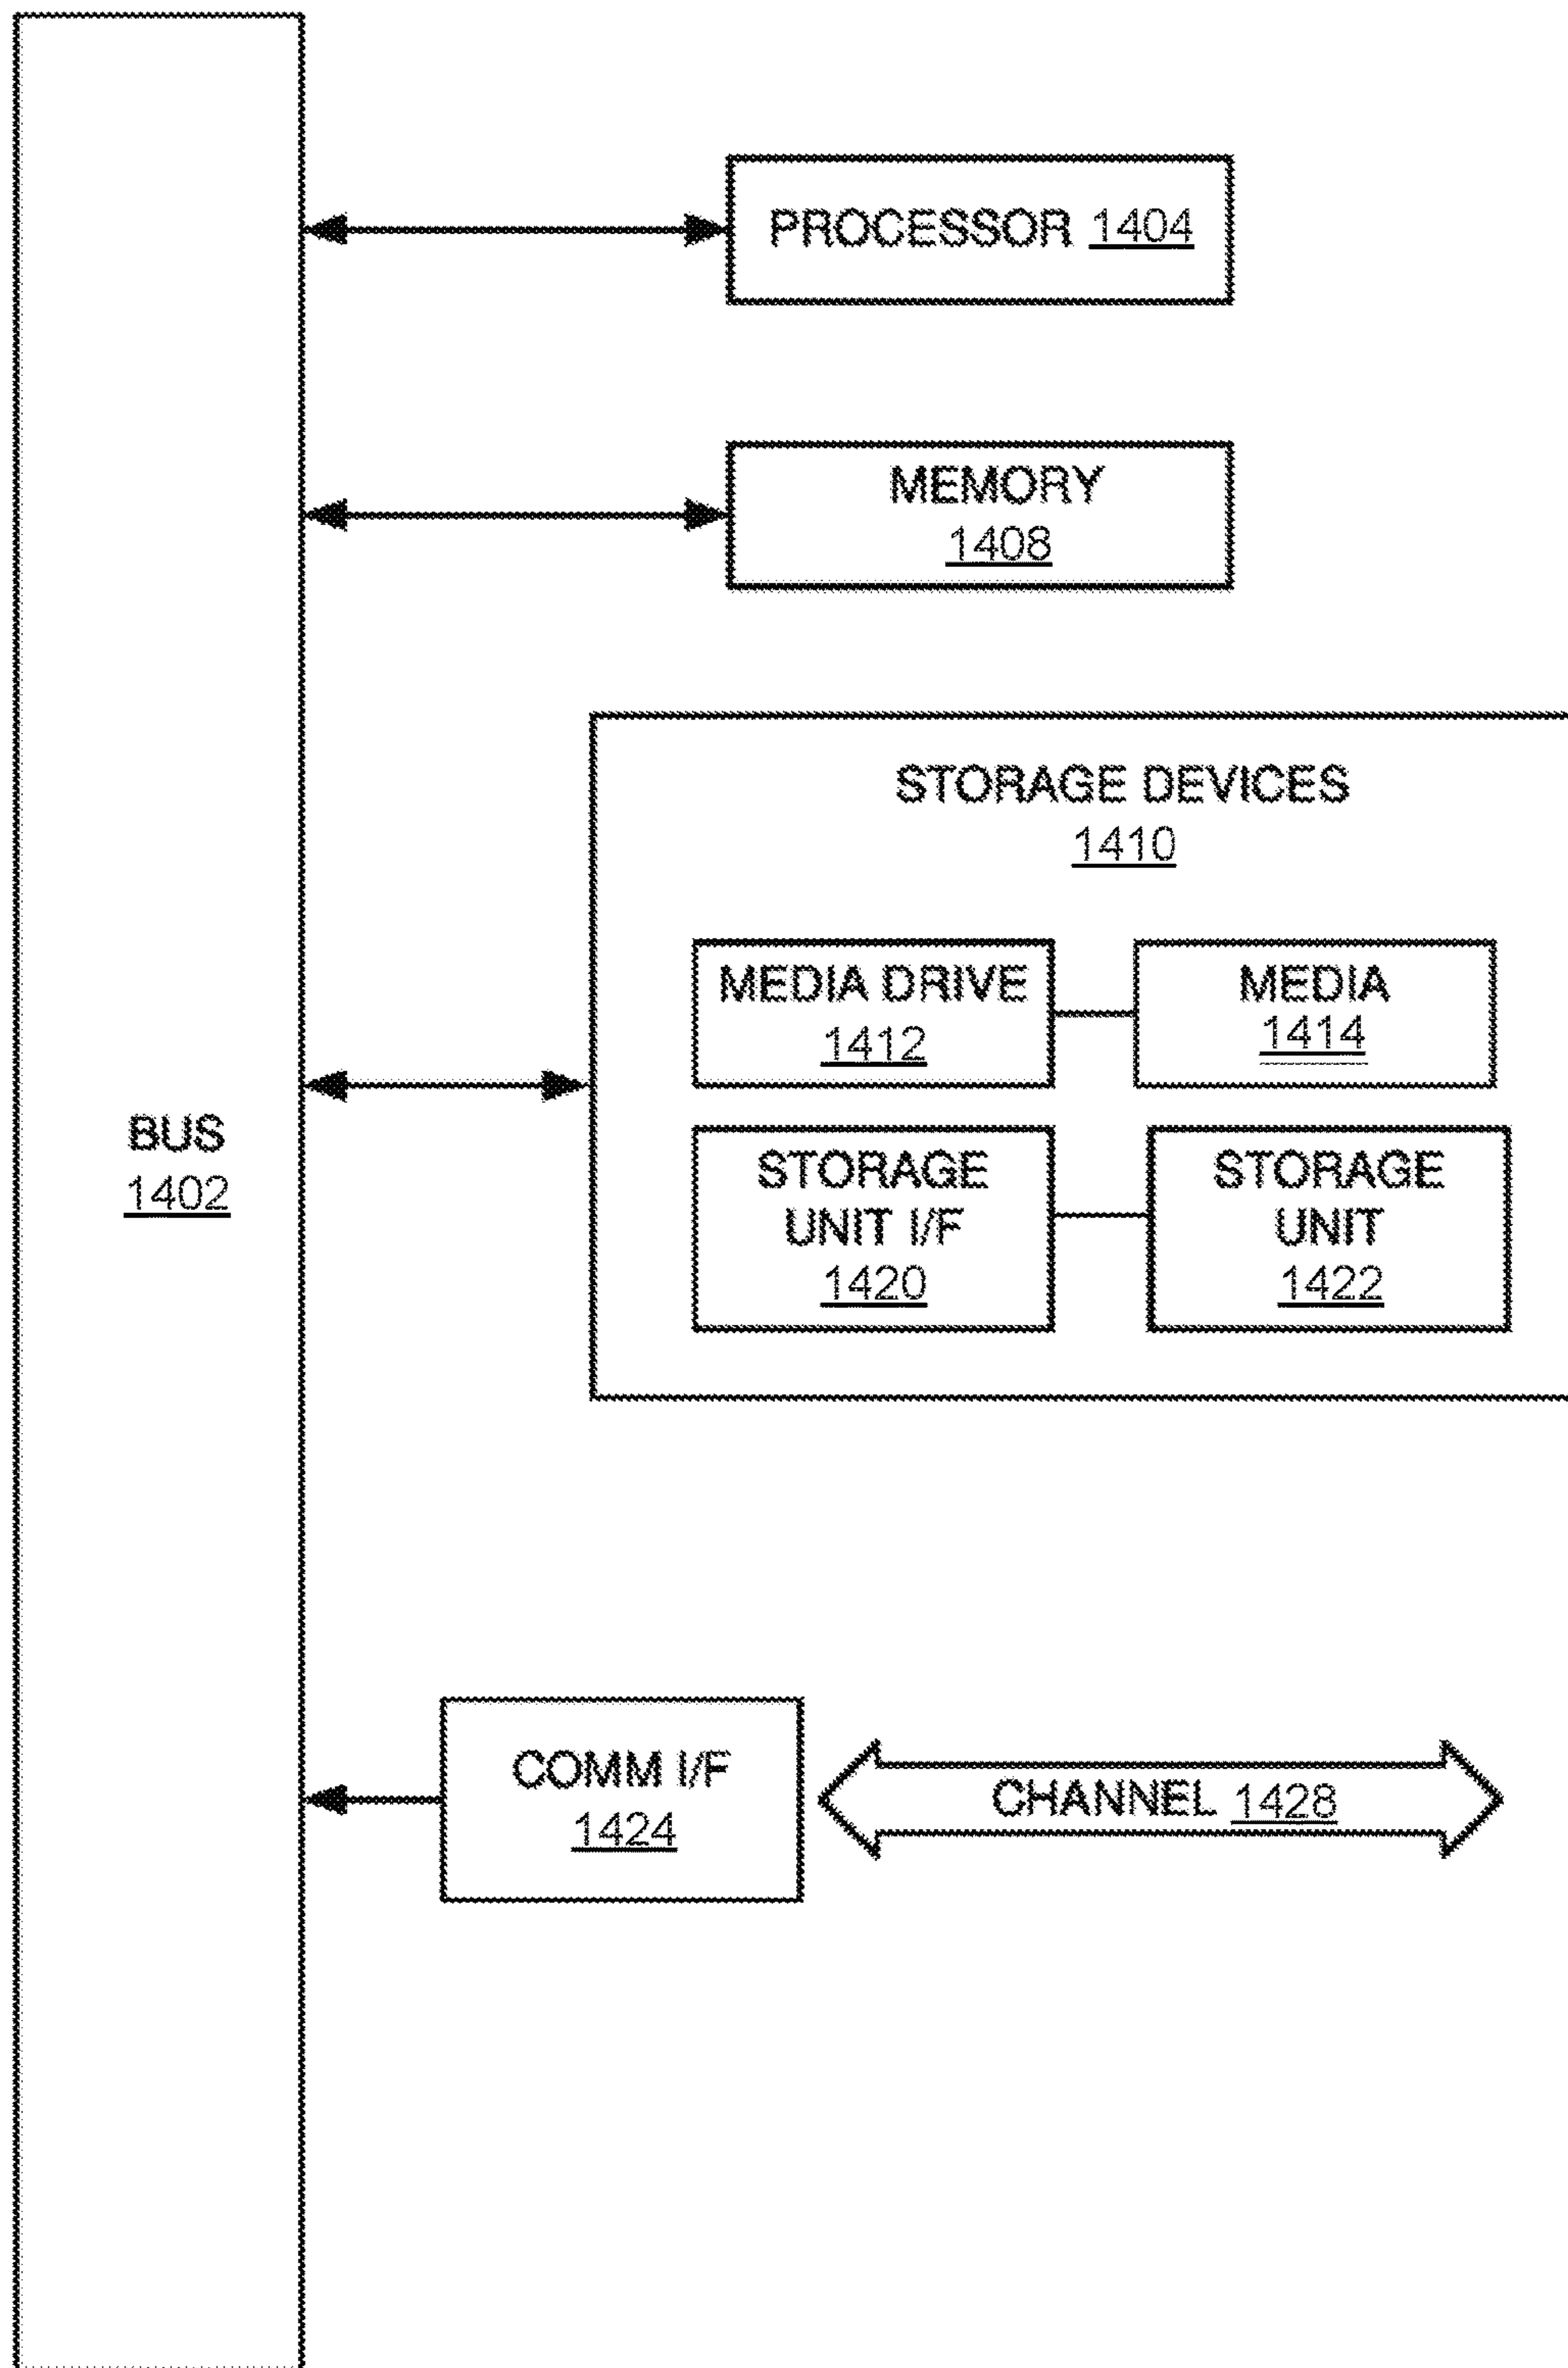 PROCESSOR 1404
MEMORY
1408
STORAGE DEVICES
1410
MEDIA DRIVE
1412
MEDIA
1414
BUS
1402
STORAGE
UNIT I/F
1420
STORAGE
UNIT
1422
COMM I/F
1424
CHANNEL 1428